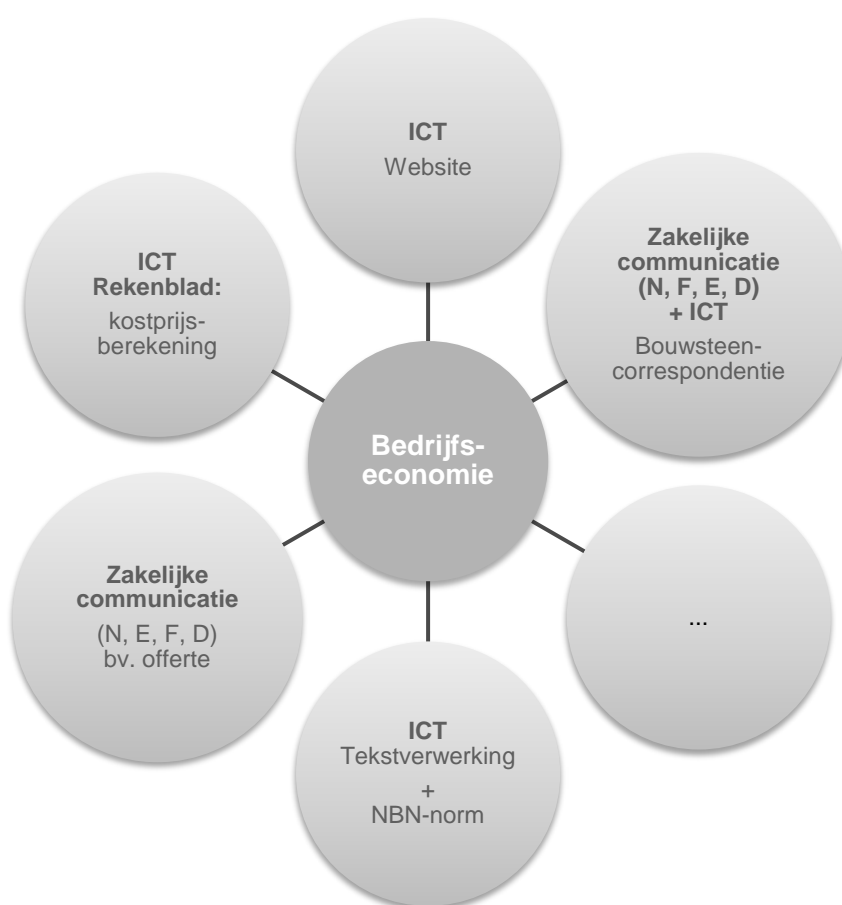 ICT
Website
Zakelijke
communicatie
(N, F, E, D)
+ ICT
Bouwsteen-
correspondentie
...
ICT
Tekstverwerking
+
NBN-norm
Zakelijke
communicatie
(N, E, F, D)
bv. offerte
ICT
Rekenblad:
kostprijs-
berekening
Bedrijfs-
economie